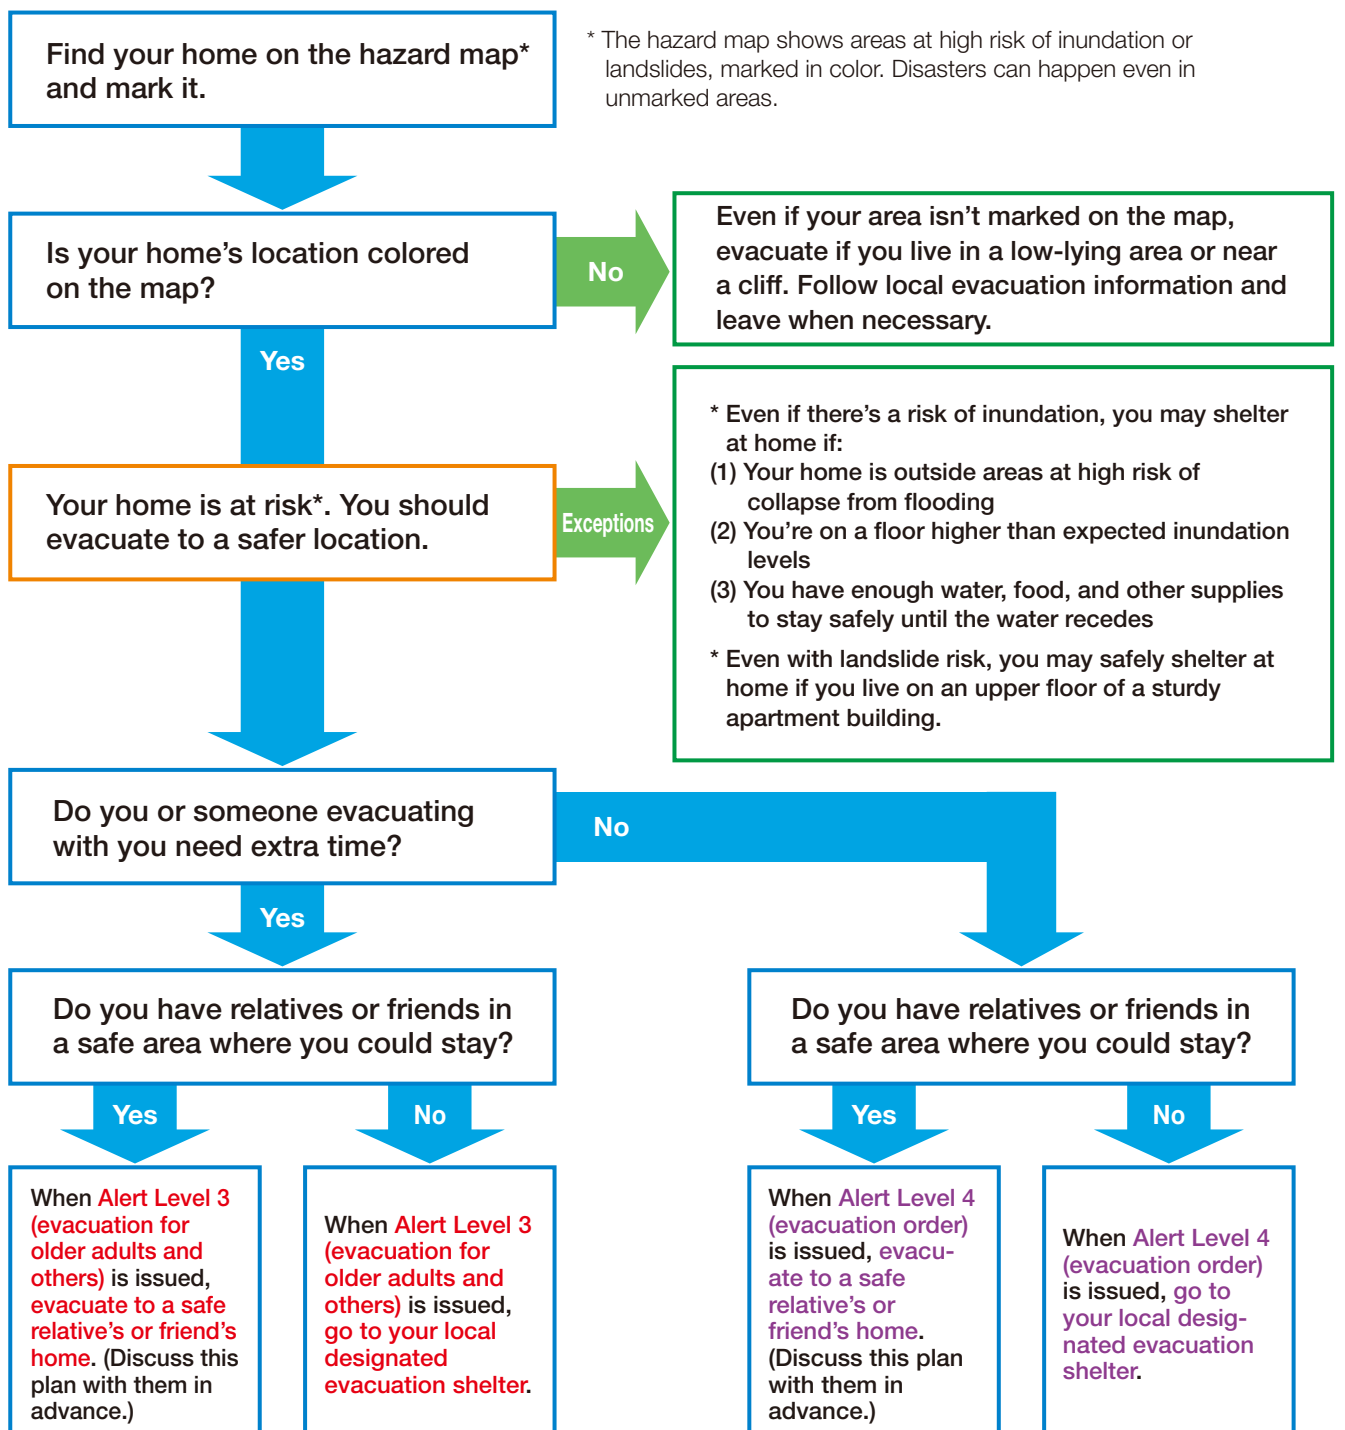 Find your home on the hazard map*
and mark it.
* The hazard map shows areas at high risk of inundation or
landslides, marked in color. Disasters can happen even in
unmarked areas.
Is your home's location colored
on the map?
No
Even if your area isn't marked on the map,
evacuate if you live in a low-lying area or near
a cliff. Follow local evacuation information and
leave when necessary.
Yes
Your home is at risk*. You should
evacuate to a safer location.
Exceptions
* Even if there's a risk of inundation, you may shelter
at home if:
(1) Your home is outside areas at high risk of
collapse from flooding
(2) You're on a floor higher than expected inundation
levels
(3) You have enough water, food, and other supplies
to stay safely until the water recedes
* Even with landslide risk, you may safely shelter at
home if you live on an upper floor of a sturdy
apartment building.
Do you or someone evacuating
with you need extra time?
No
Yes
Do you have relatives or friends in
a safe area where you could stay?
Yes
No
When Alert Level 3
(evacuation for
older adults and
others) is issued,
evacuate to a safe
relative's or friend's
home. (Discuss this
plan with them in
advance.)
When Alert Level 3
(evacuation for
older adults and
others) is issued,
go to your local
designated
evacuation shelter.
Do you have relatives or friends in
a safe area where you could stay?
Yes
No
When Alert Level 4
(evacuation order)
is issued, evacu-
ate to a safe
relative's or
friend's home.
(Discuss this plan
with them in
advance.)
When Alert Level 4
(evacuation order)
is issued, go to
your local desig-
nated evacuation
shelter.